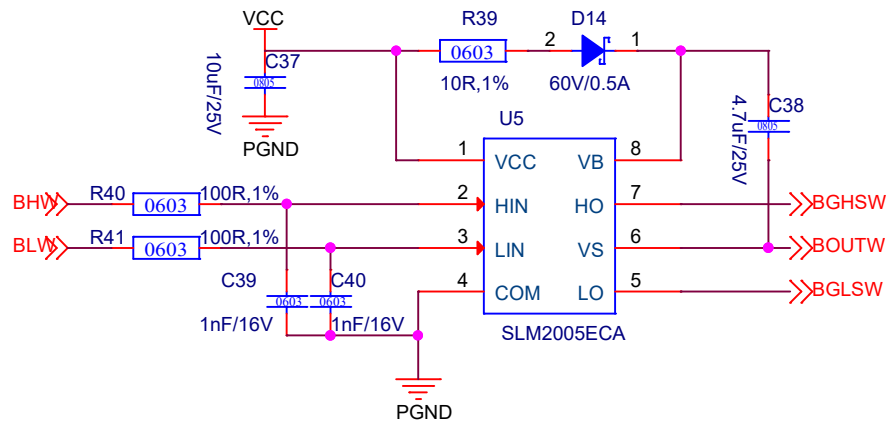 VCC
R39
D14
C37
0603
2
1
10uF/25V
0805
10R,1%
60V/0.5A
PGND
U5
C38
4.7uF/25V
0805
1
VCC
VB
8
BHW
R40
0603
100R,1%
2
HIN
HO
7
BGHSW
BLW
R41
0603
100R,1%
3
LIN
VS
6
BOUTW
C39
0603
C40
0603
4
COM
LO
5
BGLSW
1nF/16V
1nF/16V
SLM2005ECA
PGND